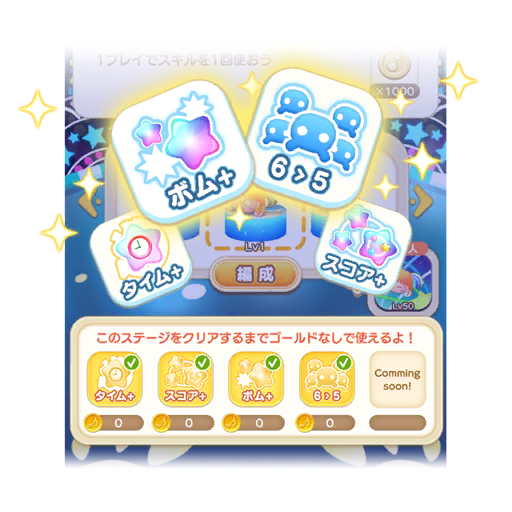 1プレイでスキルを1回使おう
×1000
ボム+
6>5
タイム+
スコア+
Lv1
編成
人
Lv50
このステージをクリアするまでゴールドなしで使えるよ！
タイム+
スコア+
ボム+
6>5
Comming
soon!
0
0
0
0